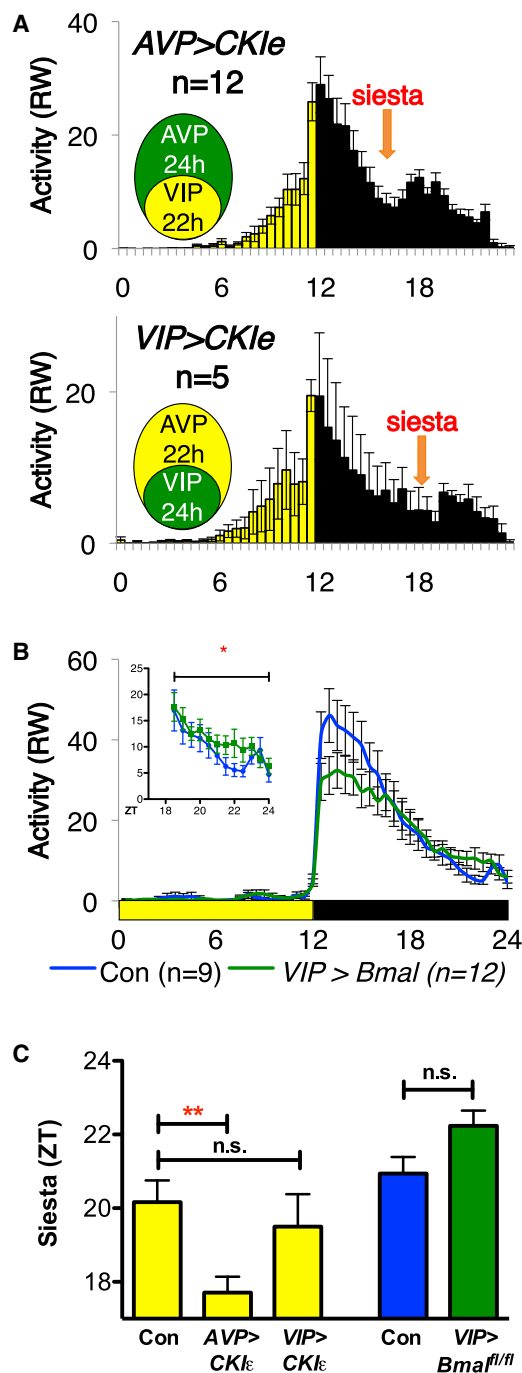 A
AVP>CKIe
n=12
siesta
AVP
24h
VIP
22h
Activity (RW)
40
20
0
0 6 12 18
VIP>CKIe
n=5
siesta
AVP
22h
VIP
24h
Activity (RW)
20
0
0 6 12 18
B
Activity (RW)
60
40
20
0
*
25
20
15
10
5
0
ZT 18 20 22 24
0 6 12 18 24
Con (n=9) VIP > Bmal (n=12)
C
Siesta (ZT)
24
22
20
18
**
n.s.
n.s.
Con AVP> CKIε VIP> CKIε Con VIP> Bmal^fl/fl